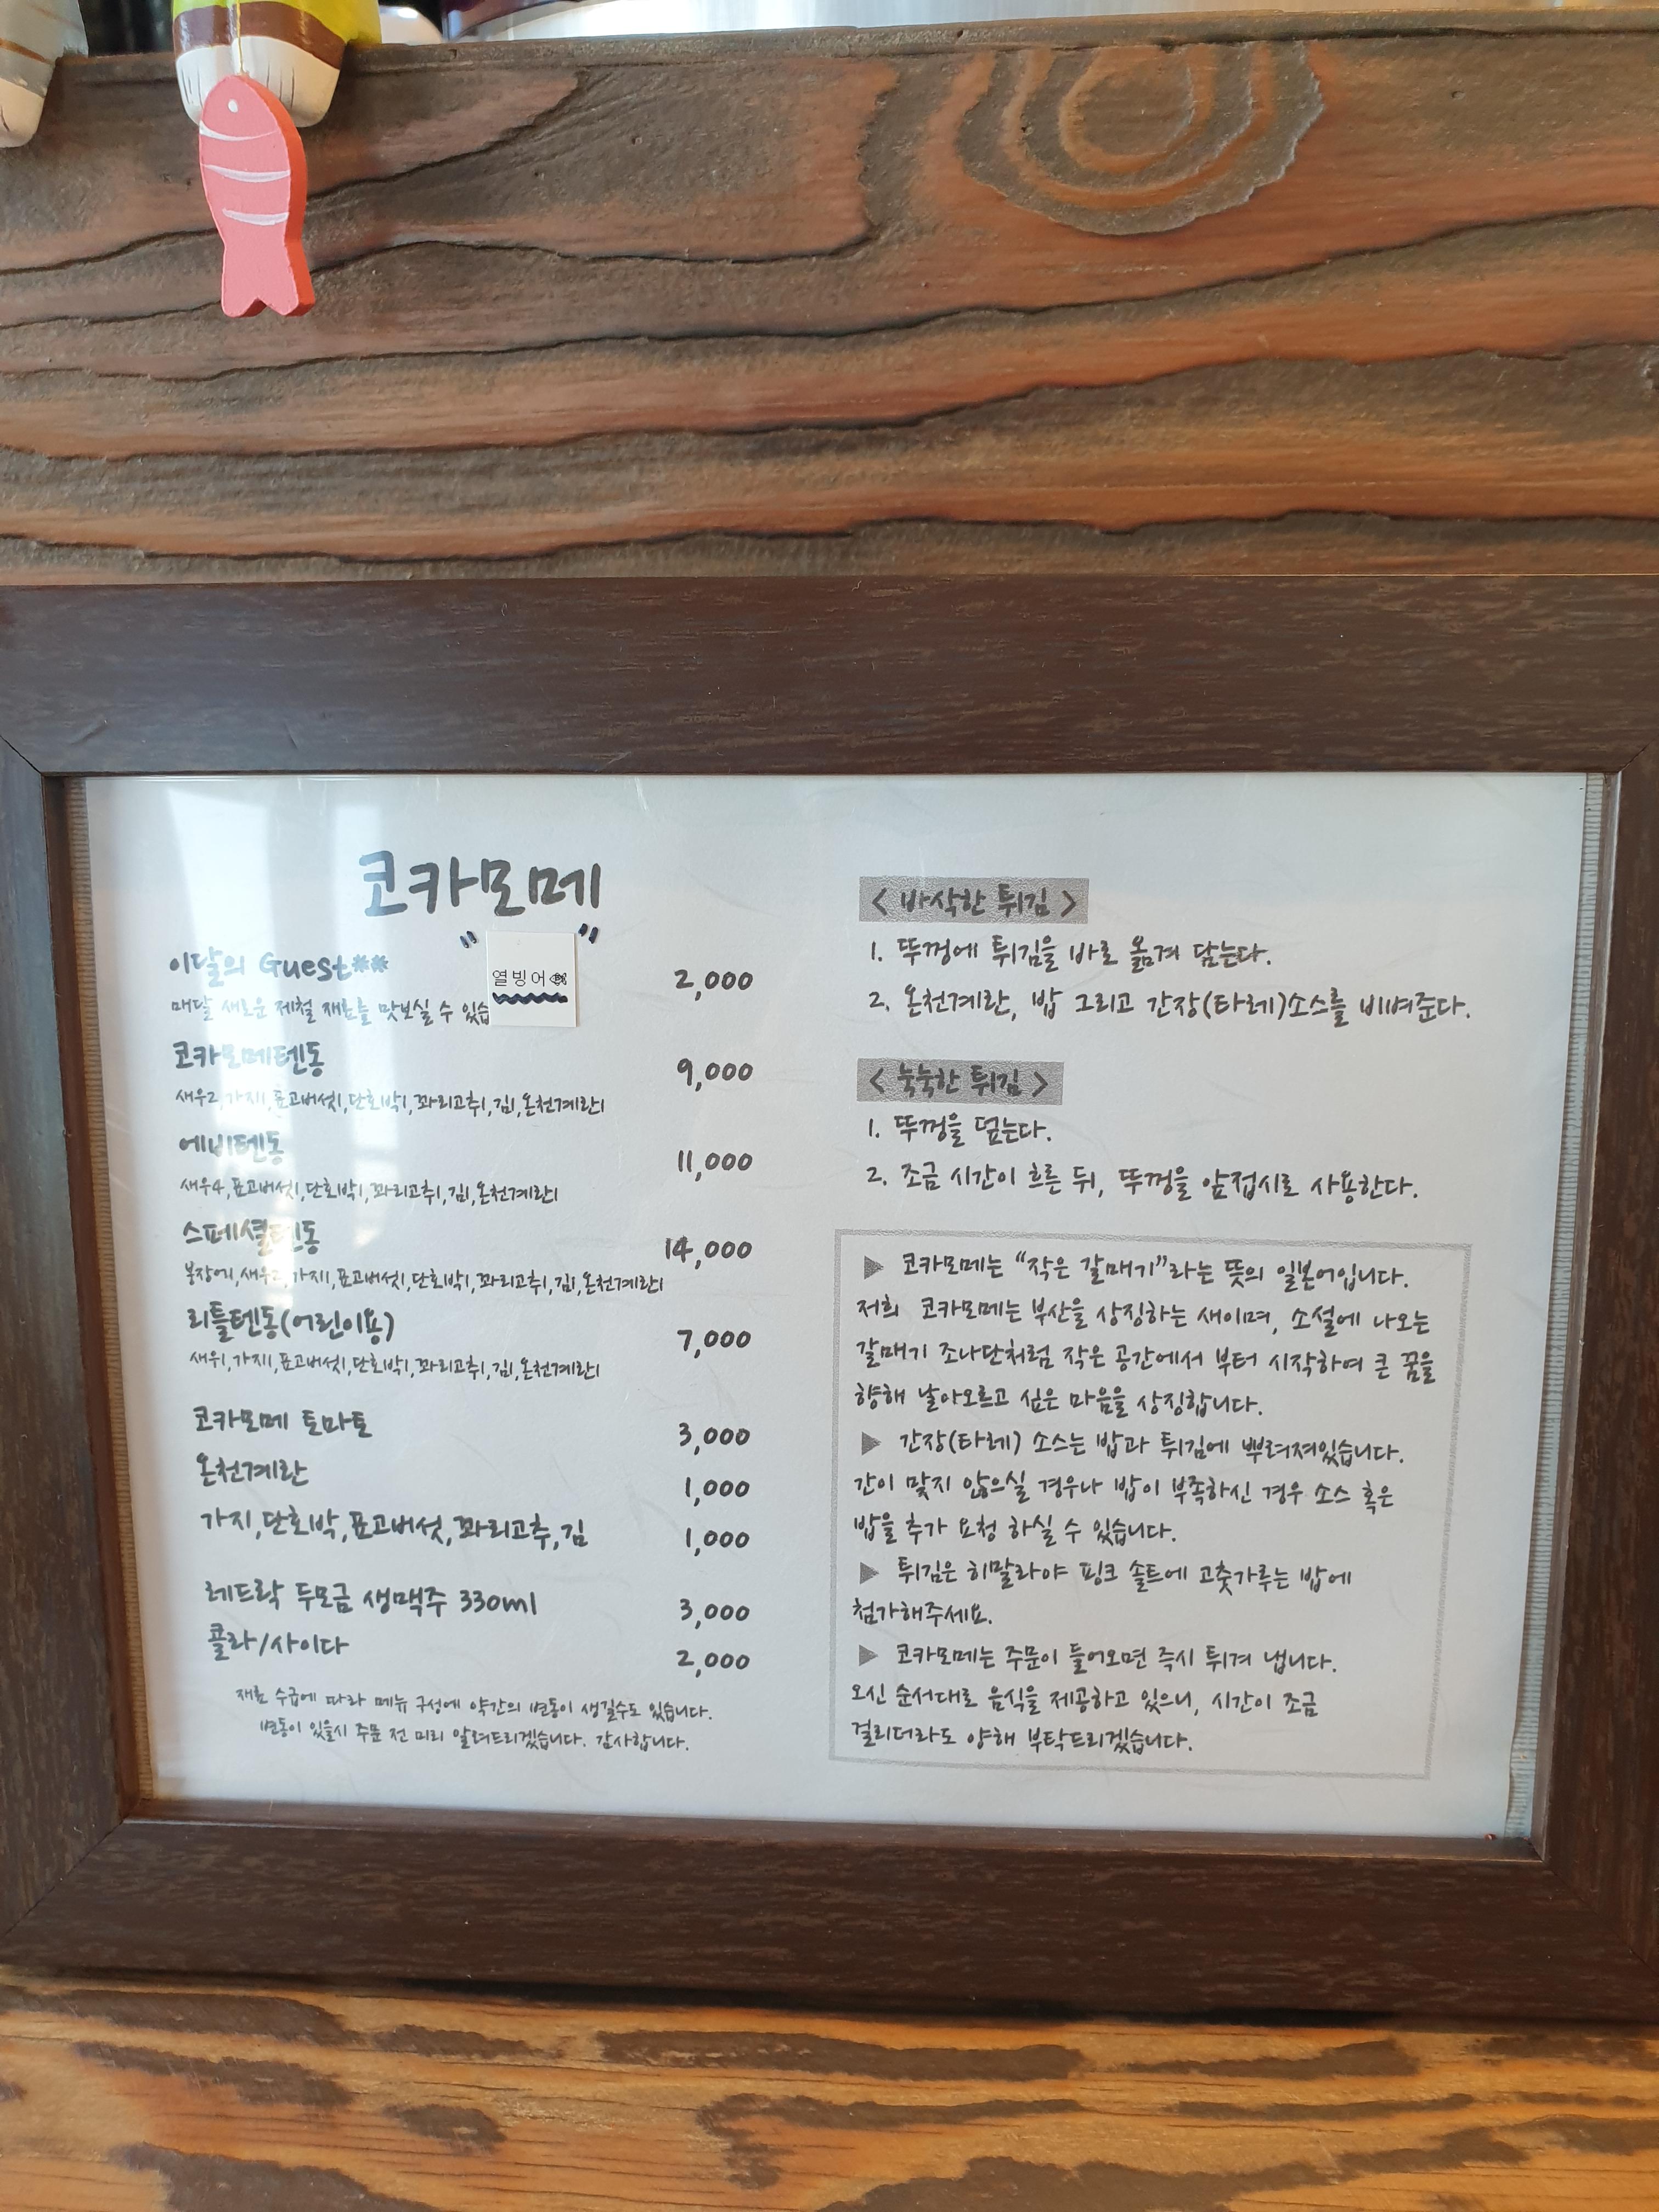 코카모메
이달의 Guest**
" 열빙어 "
2,000
매달 새로운 제철 재료를 맛보실 수 있습
코카모메텐동
9,000
새우2,가지1,표고버섯1,단호박1,꽈리고추1,김1,온천계란1
에비텐동
11,000
새우4,표고버섯1,단호박1,꽈리고추1,김1,온천계란1
스페셜텐동
14,000
붕장어1,새우2,가지1,표고버섯1,단호박1,꽈리고추1,김1,온천계란1
리틀텐동(어린이용)
7,000
새우1,가지1,표고버섯1,단호박1,꽈리고추1,김1,온천계란1
코카모메 토마토
3,000
온천계란
1,000
가지,단호박,표고버섯,꽈리고추,김
1,000
레드락 두모금 생맥주 330ml
3,000
콜라/사이다
2,000
재료 수급에 따라 메뉴 구성에 약간의 변동이 생길수도 있습니다.
변동이 있을시 주문 전 미리 알려드리겠습니다. 감사합니다.
< 바삭한 튀김 >
1. 뚜껑에 튀김을 바로 옮겨 담는다.
2. 온천계란, 밥 그리고 간장(타레)소스를 비벼준다.
< 눅눅한 튀김 >
1. 뚜껑을 덮는다.
2. 조금 시간이 흐른 뒤, 뚜껑을 앞접시로 사용한다.
▶ 코카모메는 "작은 갈매기"라는 뜻의 일본어입니다.
저희 코카모메는 부산을 상징하는 새이며, 소설에 나오는
갈매기 조나단처럼 작은 공간에서 부터 시작하여 큰 꿈을
향해 날아오르고 싶은 마음을 상징합니다.
▶ 간장(타레) 소스는 밥과 튀김에 뿌려져있습니다.
간이 맞지 않으실 경우나 밥이 부족하신 경우 소스 혹은
밥을 추가 요청 하실 수 있습니다.
▶ 튀김은 히말라야 핑크 솔트에 고춧가루는 밥에
첨가해주세요.
▶ 코카모메는 주문이 들어오면 즉시 튀겨 냅니다.
오신 순서대로 음식을 제공하고 있으니, 시간이 조금
걸리더라도 양해 부탁드리겠습니다.